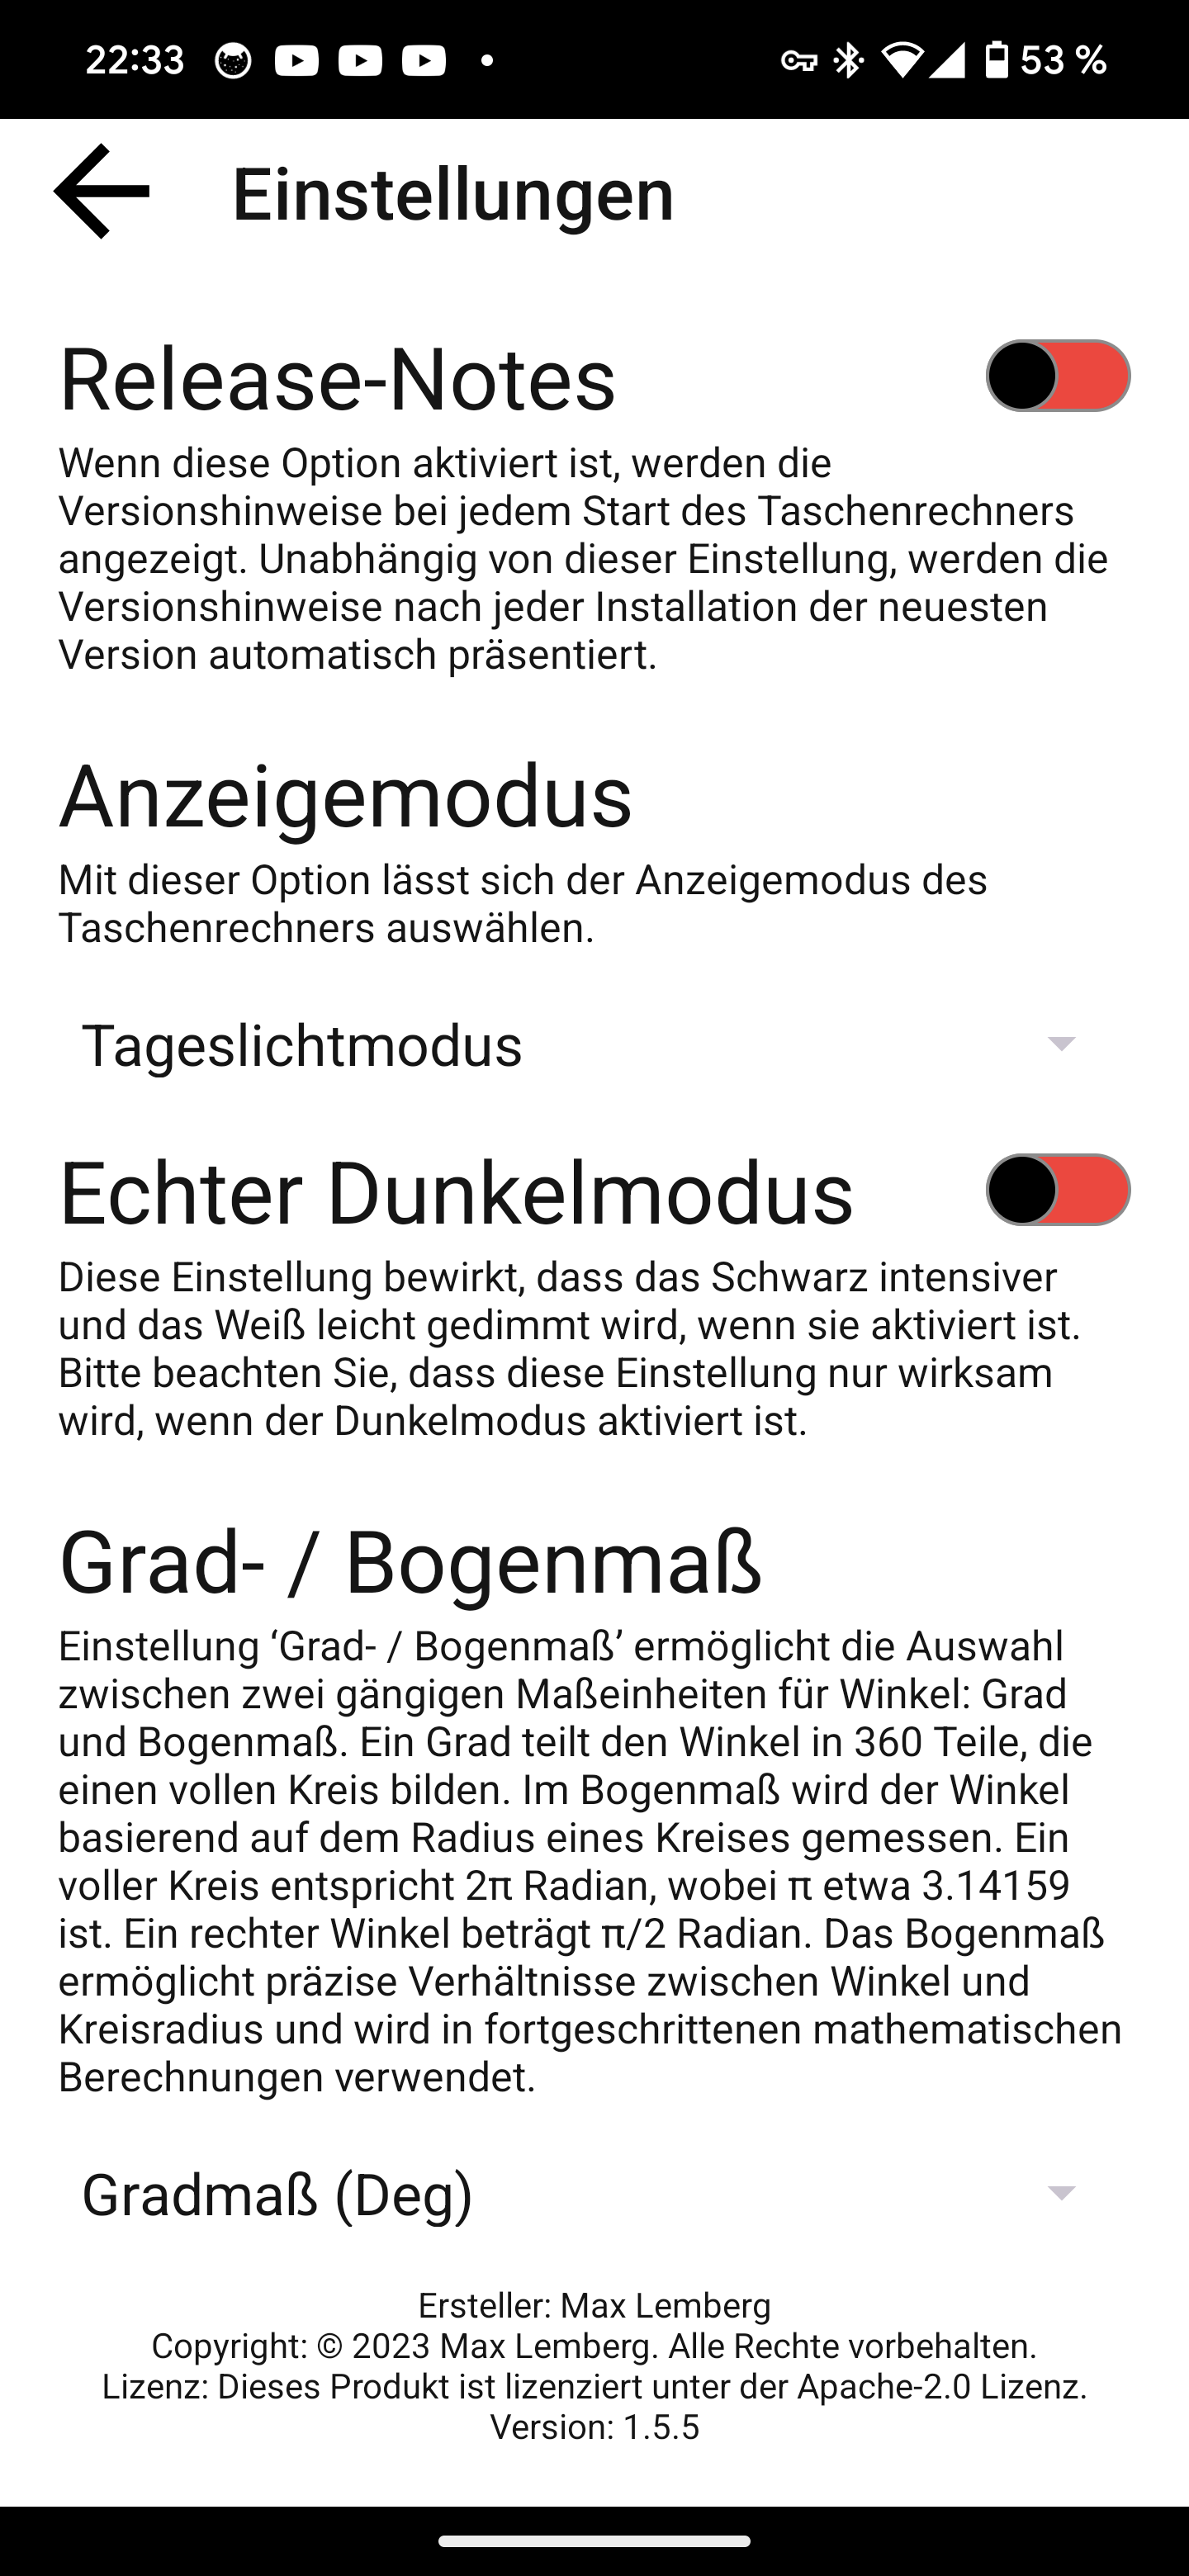 22:33
53 %
Einstellungen
Release-Notes
Wenn diese Option aktiviert ist, werden die
Versionshinweise bei jedem Start des Taschenrechners
angezeigt. Unabhängig von dieser Einstellung, werden die
Versionshinweise nach jeder Installation der neuesten
Version automatisch präsentiert.
Anzeigemodus
Mit dieser Option lässt sich der Anzeigemodus des
Taschenrechners auswählen.
Tageslichtmodus
Echter Dunkelmodus
Diese Einstellung bewirkt, dass das Schwarz intensiver
und das Weiß leicht gedimmt wird, wenn sie aktiviert ist.
Bitte beachten Sie, dass diese Einstellung nur wirksam
wird, wenn der Dunkelmodus aktiviert ist.
Grad- / Bogenmaß
Einstellung ‘Grad- / Bogenmaß’ ermöglicht die Auswahl
zwischen zwei gängigen Maßeinheiten für Winkel: Grad
und Bogenmaß. Ein Grad teilt den Winkel in 360 Teile, die
einen vollen Kreis bilden. Im Bogenmaß wird der Winkel
basierend auf dem Radius eines Kreises gemessen. Ein
voller Kreis entspricht 2π Radian, wobei π etwa 3.14159
ist. Ein rechter Winkel beträgt π/2 Radian. Das Bogenmaß
ermöglicht präzise Verhältnisse zwischen Winkel und
Kreisradius und wird in fortgeschrittenen mathematischen
Berechnungen verwendet.
Gradmaß (Deg)
Ersteller: Max Lemberg
Copyright: © 2023 Max Lemberg. Alle Rechte vorbehalten.
Lizenz: Dieses Produkt ist lizenziert unter der Apache-2.0 Lizenz.
Version: 1.5.5